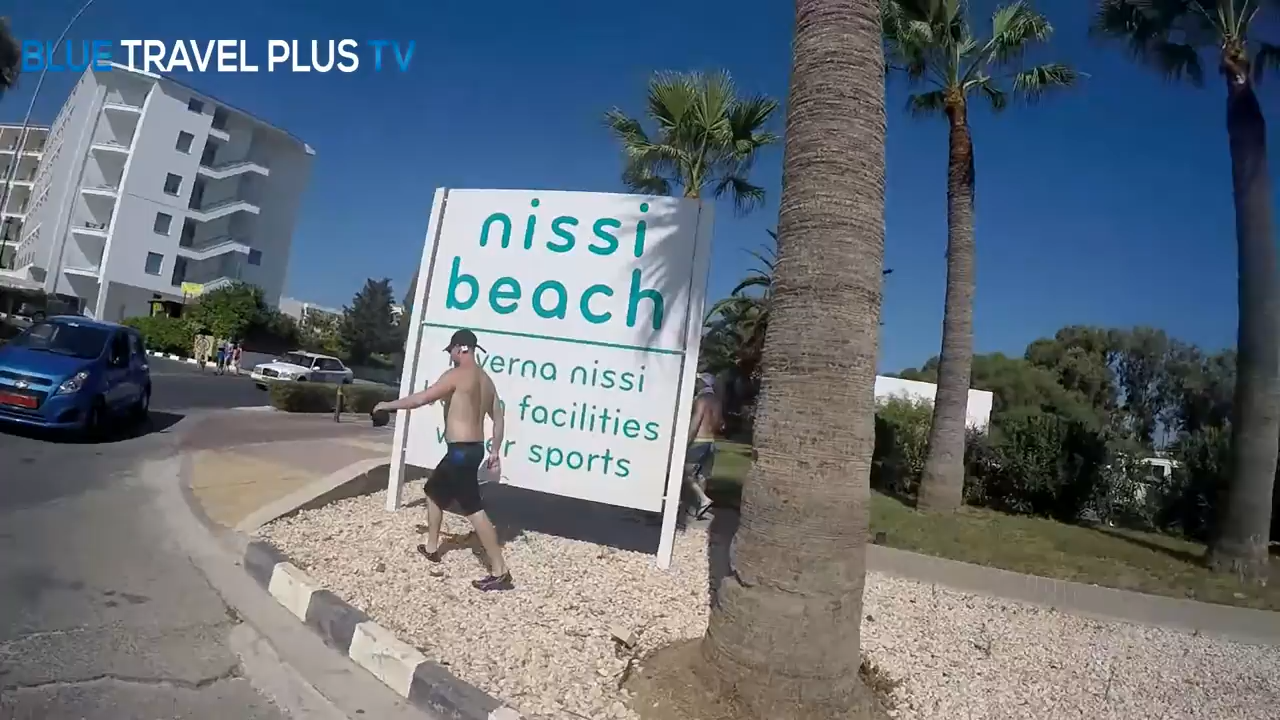 BLUE TRAVEL PLUS TV
nissi
beach
verna nissi
facilities
sports